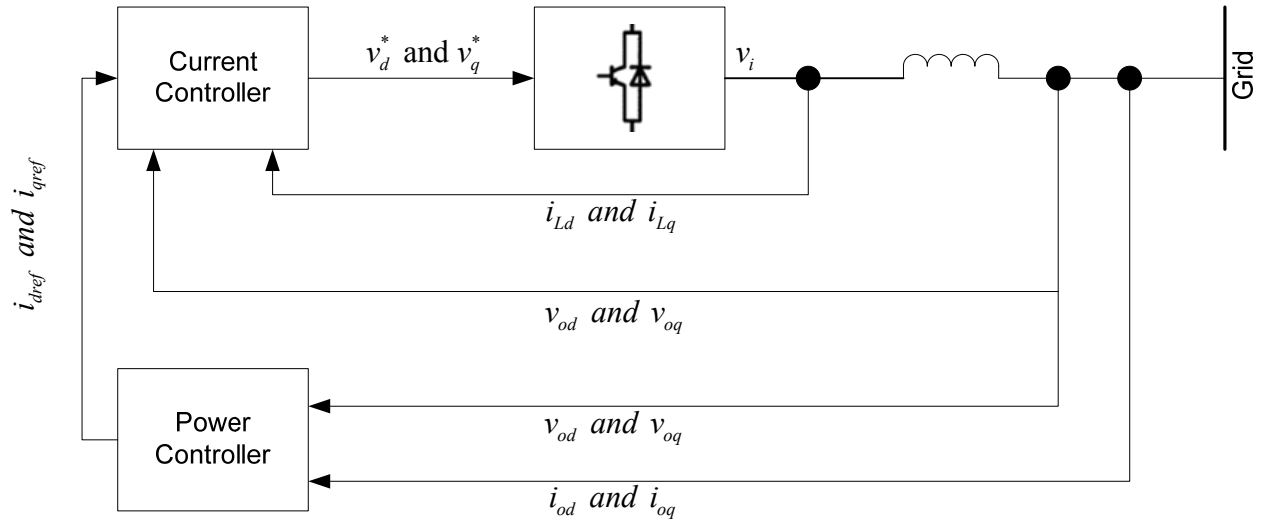 Current
Controller
v*d and v*q
vi
Grid
iLd and iLq
idref and iqref
vod and voq
Power
Controller
vod and voq
iod and ioq